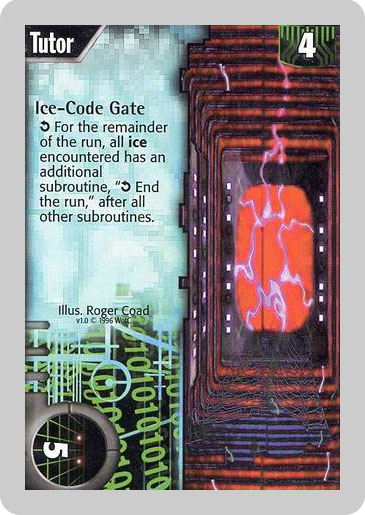 Tutor
4
Ice-Code Gate
➲ For the remainder
of the run, all ice
encountered has an
additional
subroutine, "➲ End
the run," after all
other subroutines.
Illus. Roger Coad
v1.0 © 1996 WotC
5